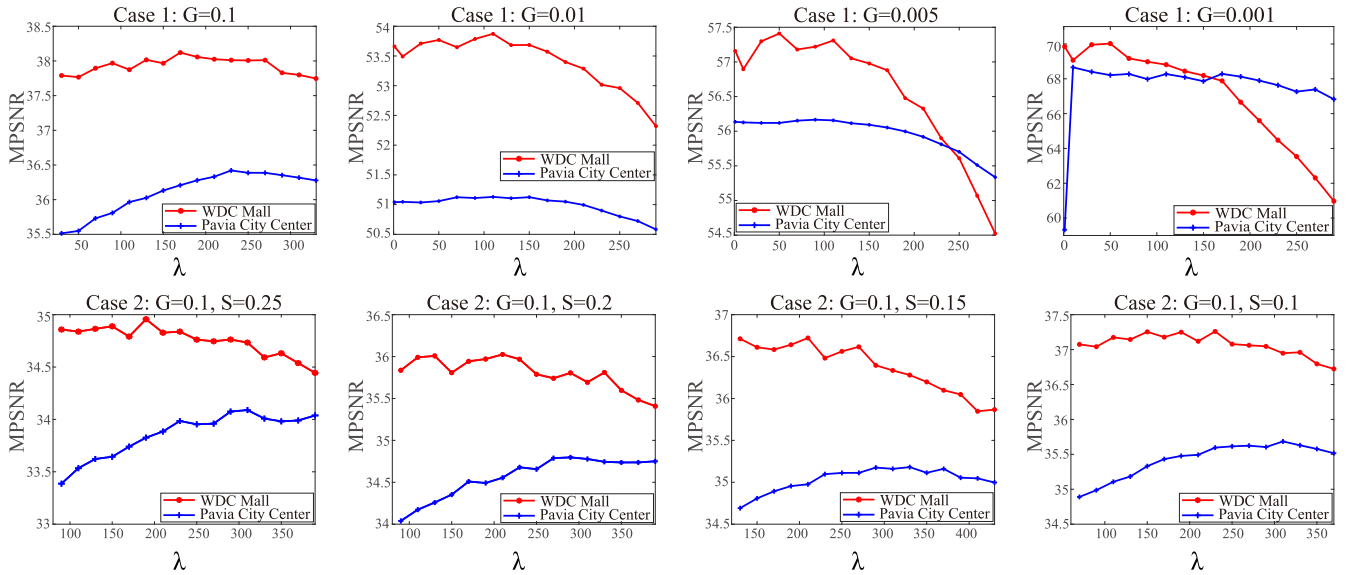 Case 1: G=0.1
38.5
38
37.5
37
36.5
36
35.5
MPSNR
50 100 150 200 250 300
λ
WDC Mall
Pavia City Center
Case 1: G=0.01
54
53.5
53
52.5
52
51.5
51
50.5
MPSNR
0 50 100 150 200 250
λ
WDC Mall
Pavia City Center
Case 1: G=0.005
57.5
57
56.5
56
55.5
55
54.5
MPSNR
0 50 100 150 200 250
λ
WDC Mall
Pavia City Center
Case 1: G=0.001
70
68
66
64
62
60
MPSNR
0 50 100 150 200 250
λ
WDC Mall
Pavia City Center
Case 2: G=0.1, S=0.25
35
34.5
34
33.5
33
MPSNR
100 150 200 250 300 350
λ
WDC Mall
Pavia City Center
Case 2: G=0.1, S=0.2
36.5
36
35.5
35
34.5
34
MPSNR
100 150 200 250 300 350
λ
WDC Mall
Pavia City Center
Case 2: G=0.1, S=0.15
37
36.5
36
35.5
35
34.5
MPSNR
150 200 250 300 350 400
λ
WDC Mall
Pavia City Center
Case 2: G=0.1, S=0.1
37.5
37
36.5
36
35.5
35
34.5
MPSNR
100 150 200 250 300 350
λ
WDC Mall
Pavia City Center